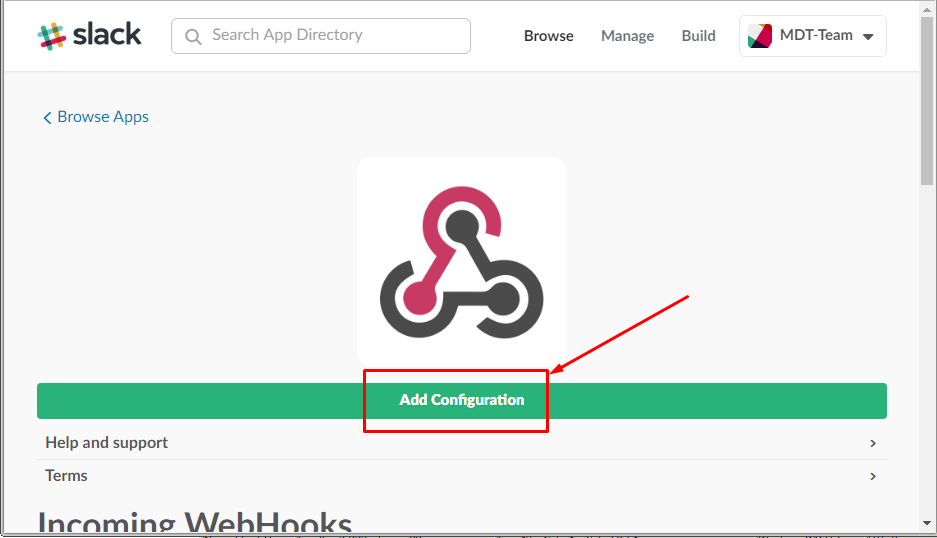 slack
Search App Directory
Browse
Manage
Build
MDT-Team
Browse Apps
Add Configuration
Help and support
Terms
Incoming WebHooks